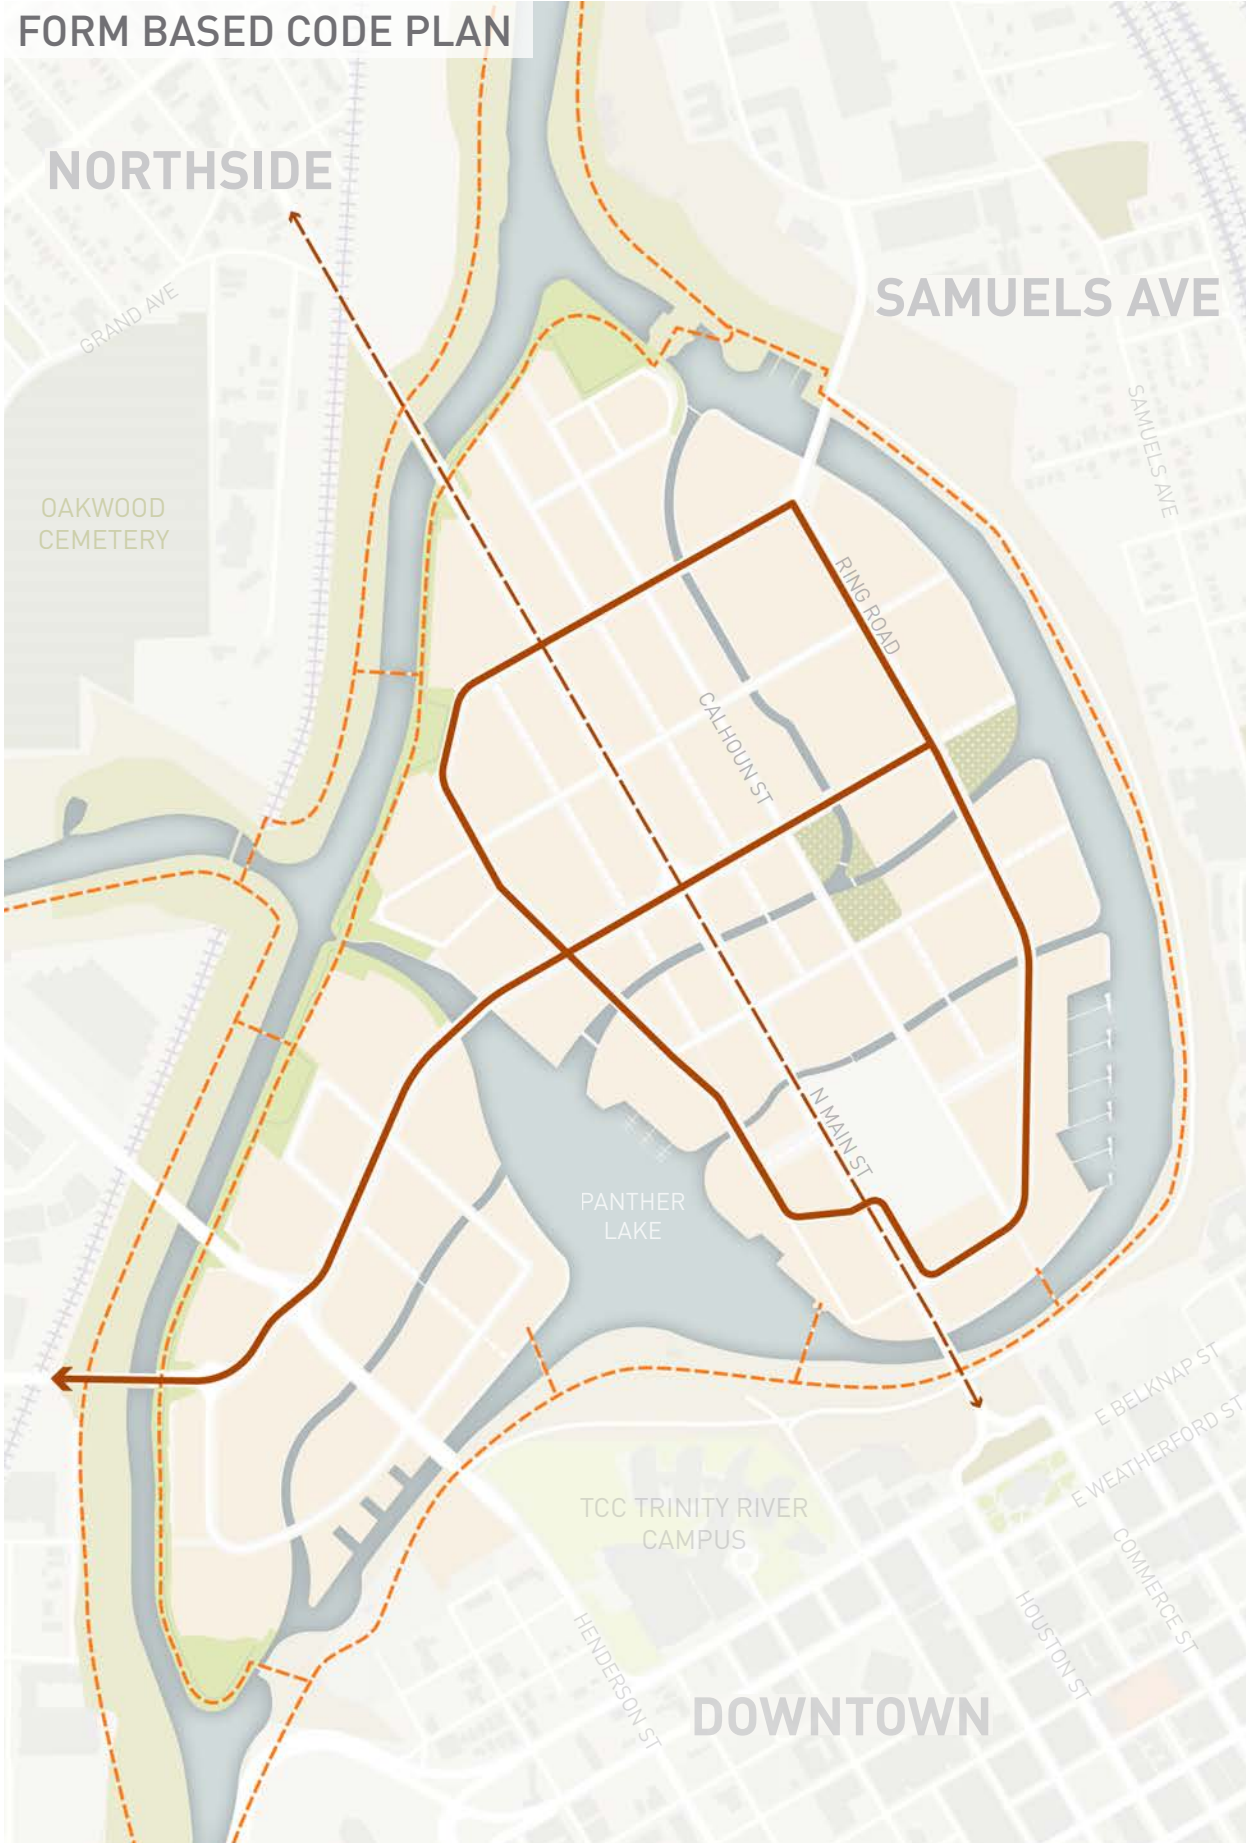 FORM BASED CODE PLAN
NORTHSIDE
SAMUELS AVE
GRAND AVE
SAMUELS AVE
OAKWOOD
CEMETERY
RING ROAD
CALHOUN ST
N MAIN ST
PANTHER
LAKE
E BELKNAP ST
E WEATHERFORD ST
TCC TRINITY RIVER
CAMPUS
COMMERCE ST
HOUSTON ST
HENDERSON ST
DOWNTOWN